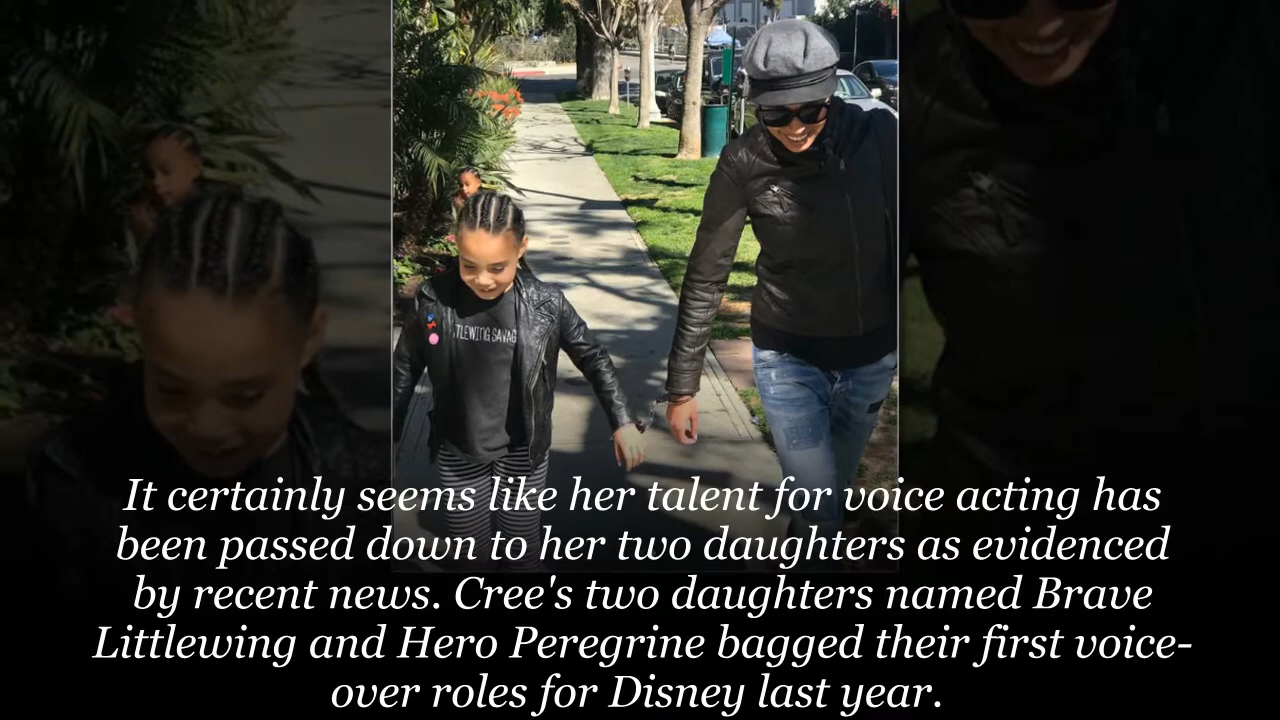 TLEWING SAVAG
It certainly seems like her talent for voice acting has
been passed down to her two daughters as evidenced
by recent news. Cree's two daughters named Brave
Littlewing and Hero Peregrine bagged their first voice-
over roles for Disney last year.